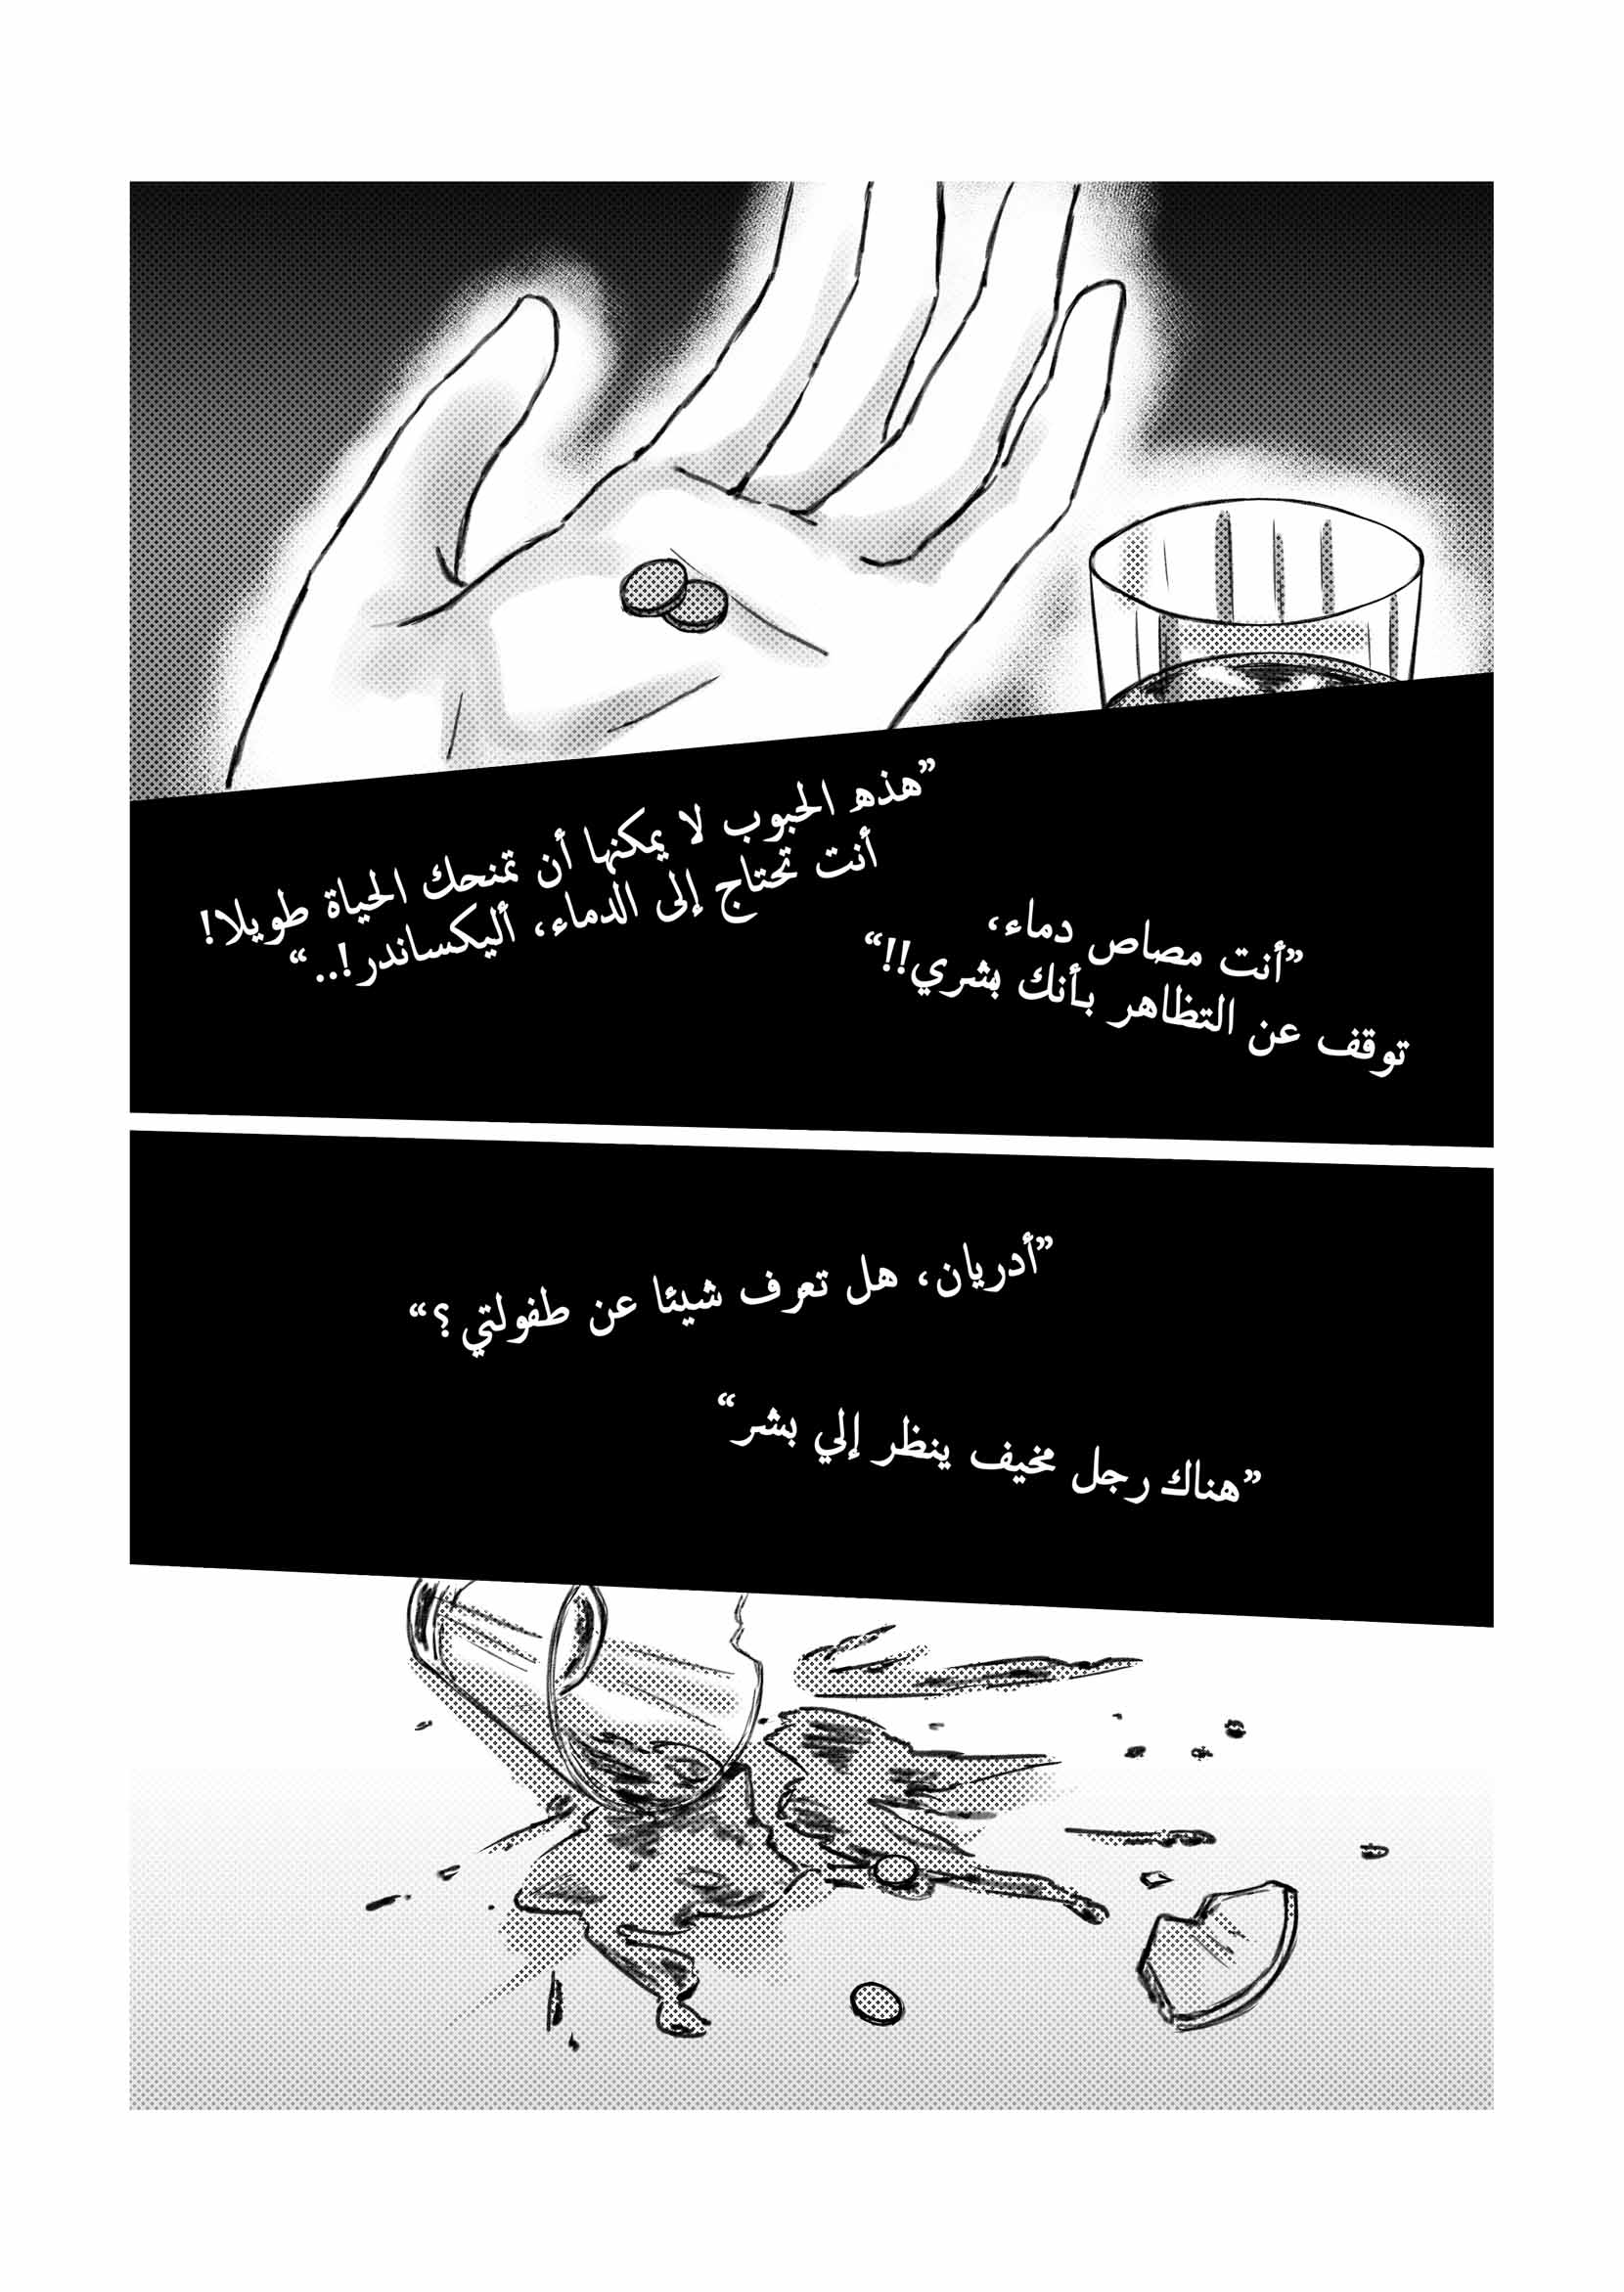 ”أنت مصاص دماء،
توقف عن التظاهر بأنك بشري!!“
”هذه الحبوب لا يمكنها أن تمنحك الحياة طويلا!
أنت تحتاج إلى الدماء، أليكساندر!..“
”أدريان، هل تعرف شيئا عن طفولتي؟“
”هناك رجل مخيف ينظر إلي بشر“